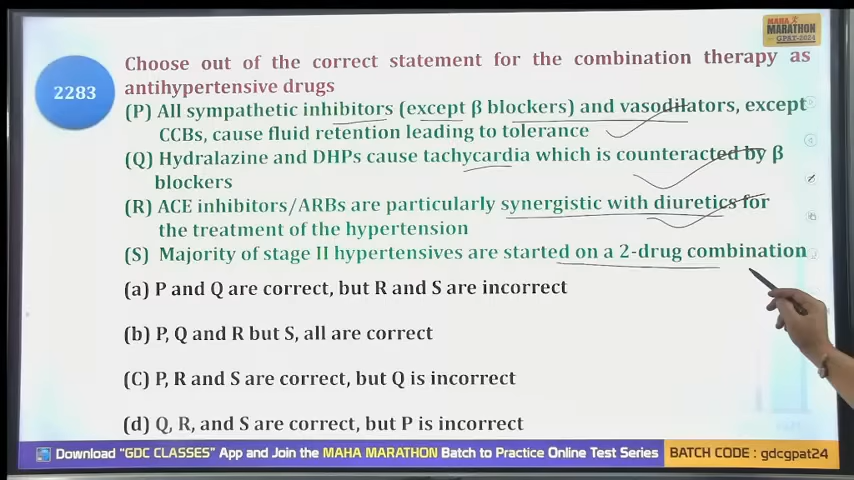 MAHA
MARATHON
GPAT-2024
2283
Choose out of the correct statement for the combination therapy as
antihypertensive drugs
(P) All sympathetic inhibitors (except β blockers) and vasodilators, except
CCBs, cause fluid retention leading to tolerance
(Q) Hydralazine and DHPs cause tachycardia which is counteracted by β
blockers
(R) ACE inhibitors/ARBs are particularly synergistic with diuretics for
the treatment of the hypertension
(S) Majority of stage II hypertensives are started on a 2-drug combination
(a) P and Q are correct, but R and S are incorrect
(b) P, Q and R but S, all are correct
(C) P, R and S are correct, but Q is incorrect
(d) Q, R, and S are correct, but P is incorrect
Download "GDC CLASSES" App and Join the MAHA MARATHON Batch to Practice Online Test Series BATCH CODE : gdcgpat24